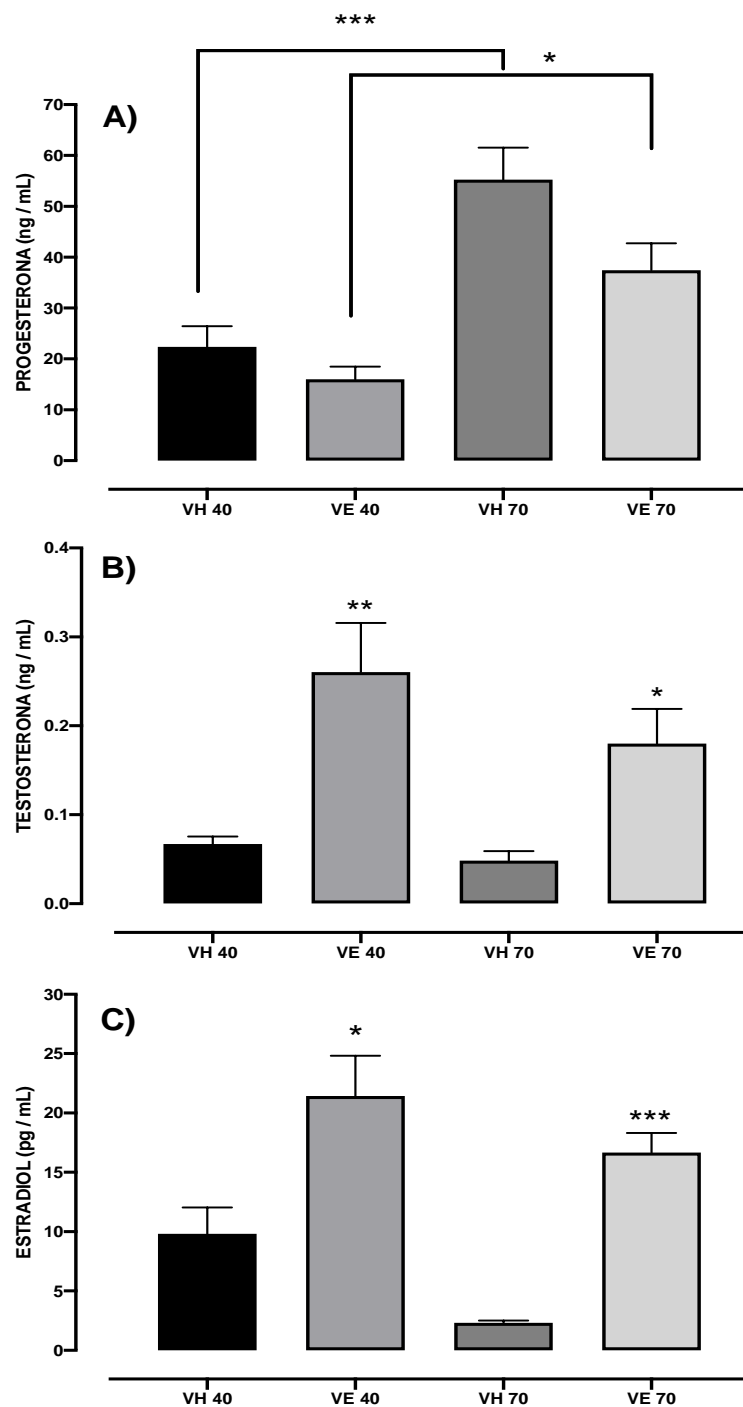 ***
*
A)
PROGESTERONA (ng / mL)
70
60
50
40
30
20
10
0
VH 40 VE 40 VH 70 VE 70
B)
TESTOSTERONA (ng / mL)
0.4
0.3
0.2
0.1
0.0
**
*
VH 40 VE 40 VH 70 VE 70
C)
ESTRADIOL (pg / mL)
30
25
20
15
10
5
0
*
***
VH 40 VE 40 VH 70 VE 70